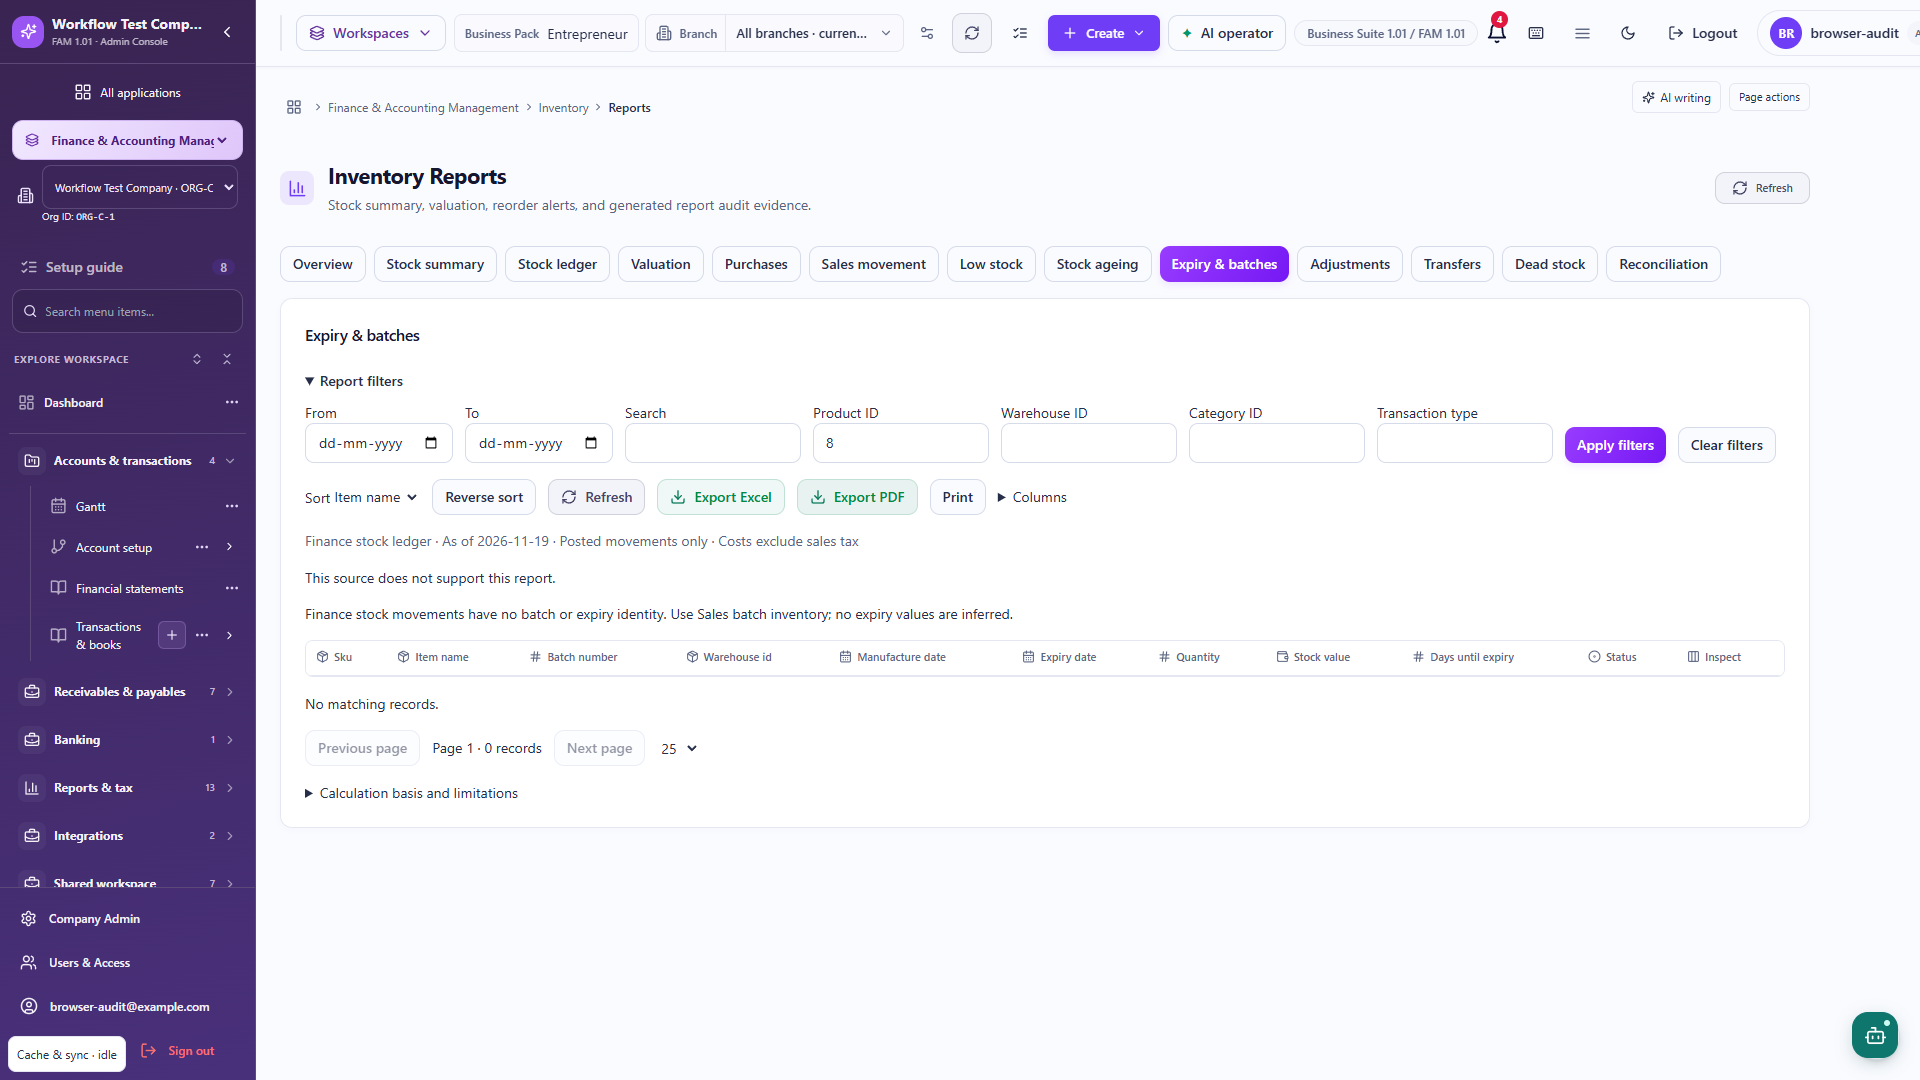 Workflow Test Comp...
FAM 1.01 · Admin Console
All applications
Finance & Accounting Manag
Workflow Test Company · ORG-C
Org ID: ORG-C-1
Setup guide 8
Search menu items...
EXPLORE WORKSPACE
Dashboard
Accounts & transactions 4
Gantt
Account setup
Financial statements
Transactions
& books
Receivables & payables 7
Banking 1
Reports & tax 13
Integrations 2
Shared workspace 7
Company Admin
Users & Access
browser-audit@example.com
Cache & sync · idle
Sign out
Workspaces
Business Pack Entrepreneur
Branch All branches · curren...
Create
AI operator
Business Suite 1.01 / FAM 1.01
4
Logout
BR browser-audit
Finance & Accounting Management > Inventory > Reports
AI writing
Page actions
Inventory Reports
Stock summary, valuation, reorder alerts, and generated report audit evidence.
Refresh
Overview Stock summary Stock ledger Valuation Purchases Sales movement Low stock Stock ageing Expiry & batches Adjustments Transfers Dead stock Reconciliation
Expiry & batches
Report filters
From To Search Product ID Warehouse ID Category ID Transaction type
dd-mm-yyyy dd-mm-yyyy 8 Apply filters Clear filters
Sort Item name Reverse sort Refresh Export Excel Export PDF Print Columns
Finance stock ledger · As of 2026-11-19 · Posted movements only · Costs exclude sales tax
This source does not support this report.
Finance stock movements have no batch or expiry identity. Use Sales batch inventory; no expiry values are inferred.
Sku Item name Batch number Warehouse id Manufacture date Expiry date Quantity Stock value Days until expiry Status Inspect
No matching records.
Previous page Page 1 · 0 records Next page 25
Calculation basis and limitations